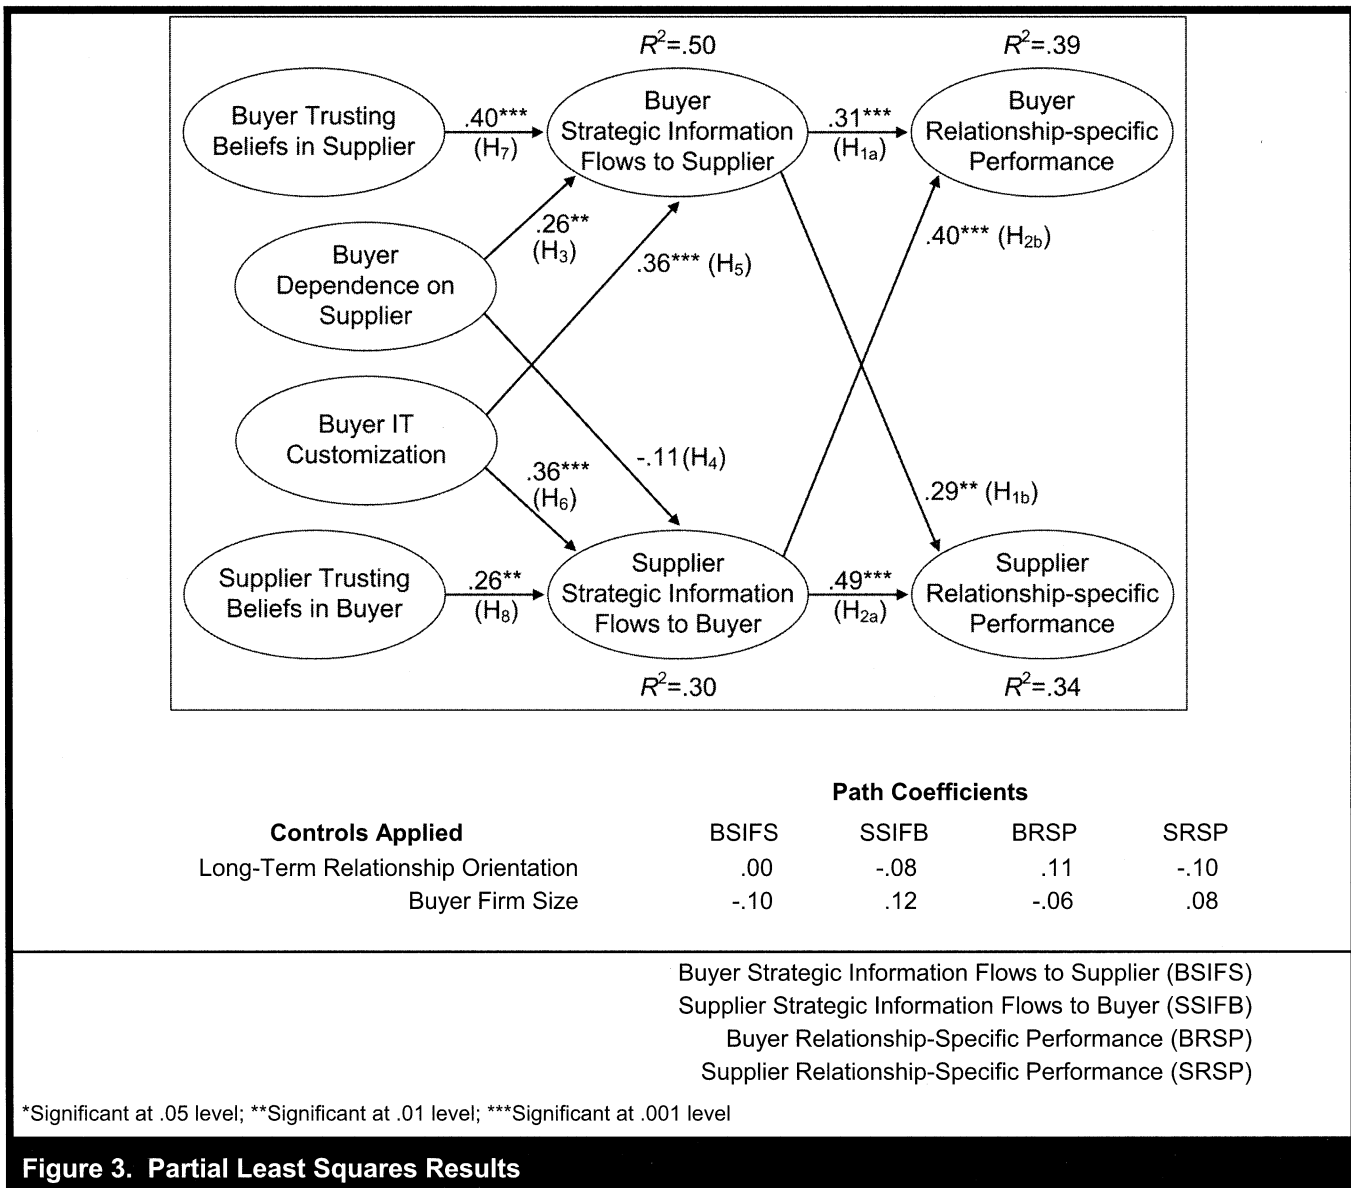 R²=.50
R²=.39
Buyer Trusting
Beliefs in Supplier
.40***
(H₇)
Buyer
Strategic Information
Flows to Supplier
.31***
(H₁ₐ)
Buyer
Relationship-specific
Performance
Buyer
Dependence on
Supplier
.26**
(H₃)
.36*** (H₅)
.40*** (H₂b)
Buyer IT
Customization
.36***
(H₆)
-.11 (H₄)
.29** (H₁b)
Supplier Trusting
Beliefs in Buyer
.26**
(H₈)
Supplier
Strategic Information
Flows to Buyer
.49***
(H₂ₐ)
Supplier
Relationship-specific
Performance
R²=.30
R²=.34
Path Coefficients
Controls Applied BSIFS SSIFB BRSP SRSP
Long-Term Relationship Orientation .00 -.08 .11 -.10
Buyer Firm Size -.10 .12 -.06 .08
Buyer Strategic Information Flows to Supplier (BSIFS)
Supplier Strategic Information Flows to Buyer (SSIFB)
Buyer Relationship-Specific Performance (BRSP)
Supplier Relationship-Specific Performance (SRSP)
*Significant at .05 level; **Significant at .01 level; ***Significant at .001 level
Figure 3. Partial Least Squares Results